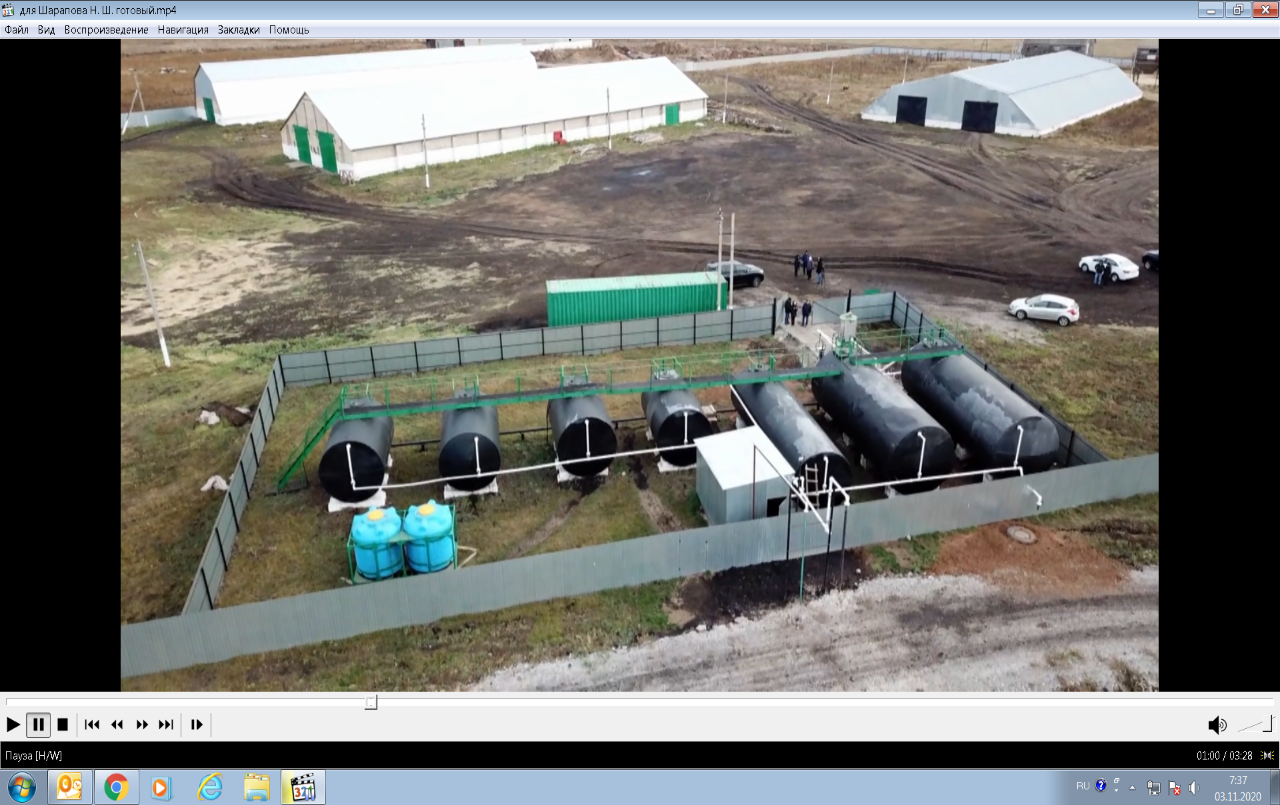 для Шарапова Н. Ш. готовый.mp4
Файл Вид Воспроизведение Навигация Закладки Помощь
Пауза [H/W]
01:00 / 03:28
RU
7:37
03.11.2020
321